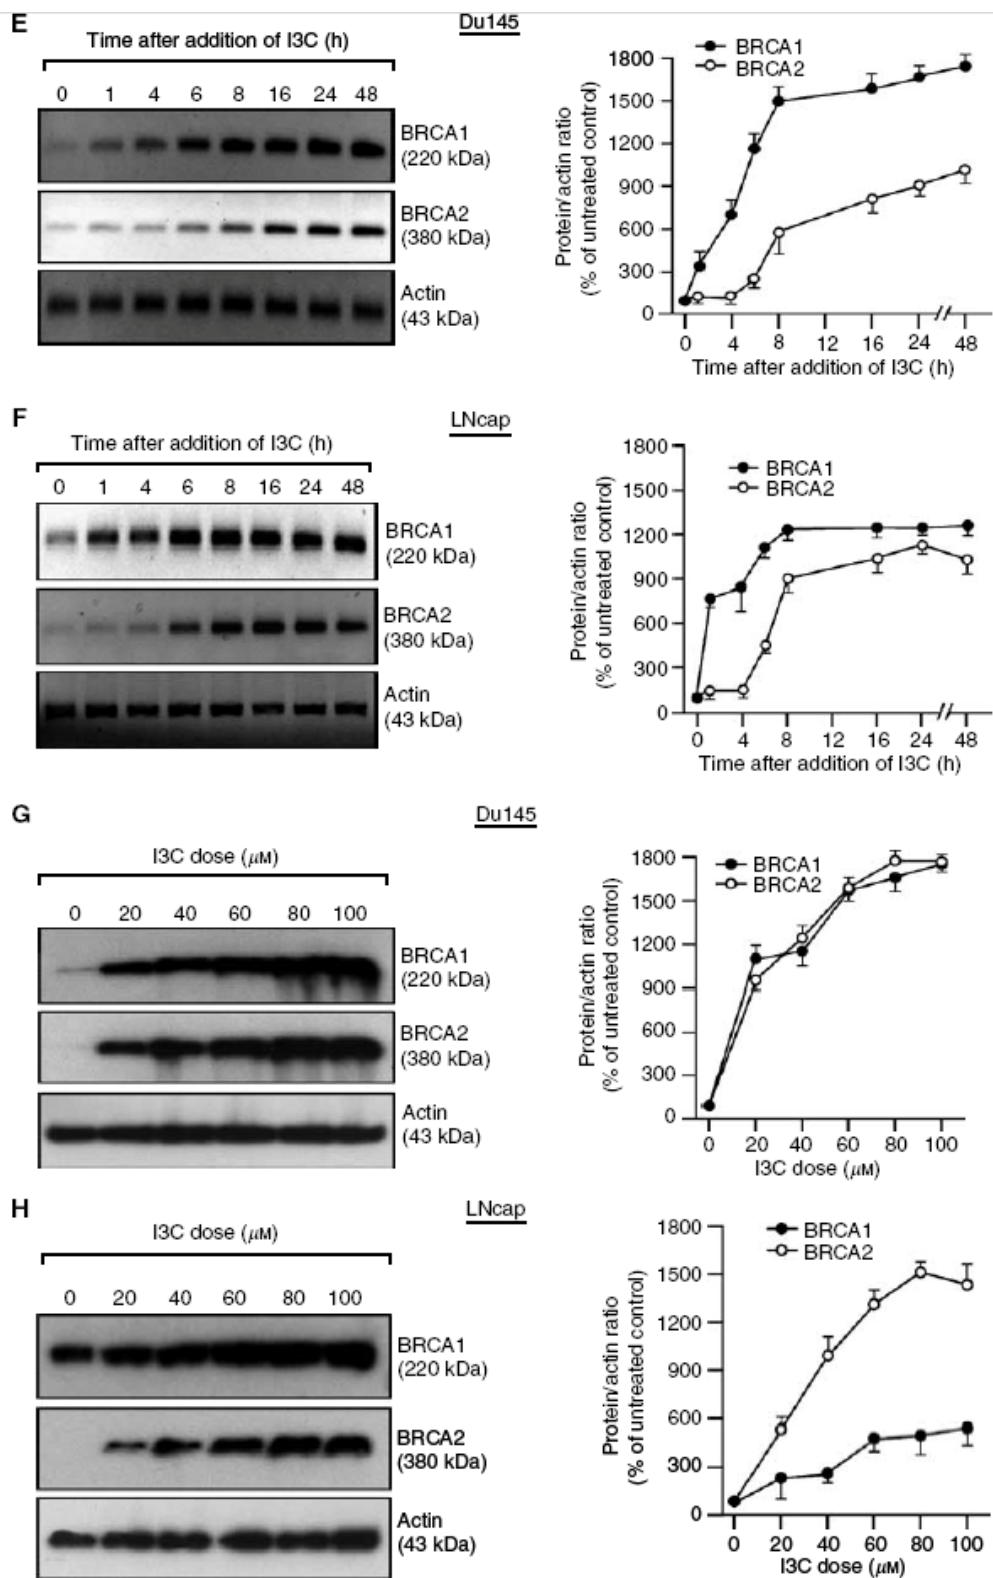 E
Du145
Time after addition of I3C (h)
0 1 4 6 8 16 24 48
BRCA1
(220 kDa)
BRCA2
(380 kDa)
Actin
(43 kDa)
BRCA1
BRCA2
Protein/actin ratio
(% of untreated control)
1800
1500
1200
900
600
300
0
0 4 8 12 16 24 48
Time after addition of I3C (h)
F
LNcap
Time after addition of I3C (h)
0 1 4 6 8 16 24 48
BRCA1
(220 kDa)
BRCA2
(380 kDa)
Actin
(43 kDa)
BRCA1
BRCA2
Protein/actin ratio
(% of untreated control)
1800
1500
1200
900
600
300
0
0 4 8 12 16 24 48
Time after addition of I3C (h)
G
Du145
I3C dose (μM)
0 20 40 60 80 100
BRCA1
(220 kDa)
BRCA2
(380 kDa)
Actin
(43 kDa)
BRCA1
BRCA2
Protein/actin ratio
(% of untreated control)
1800
1500
1200
900
600
300
0
0 20 40 60 80 100
I3C dose (μM)
H
LNcap
I3C dose (μM)
0 20 40 60 80 100
BRCA1
(220 kDa)
BRCA2
(380 kDa)
Actin
(43 kDa)
BRCA1
BRCA2
Protein/actin ratio
(% of untreated control)
1800
1500
1200
900
600
300
0
0 20 40 60 80 100
I3C dose (μM)